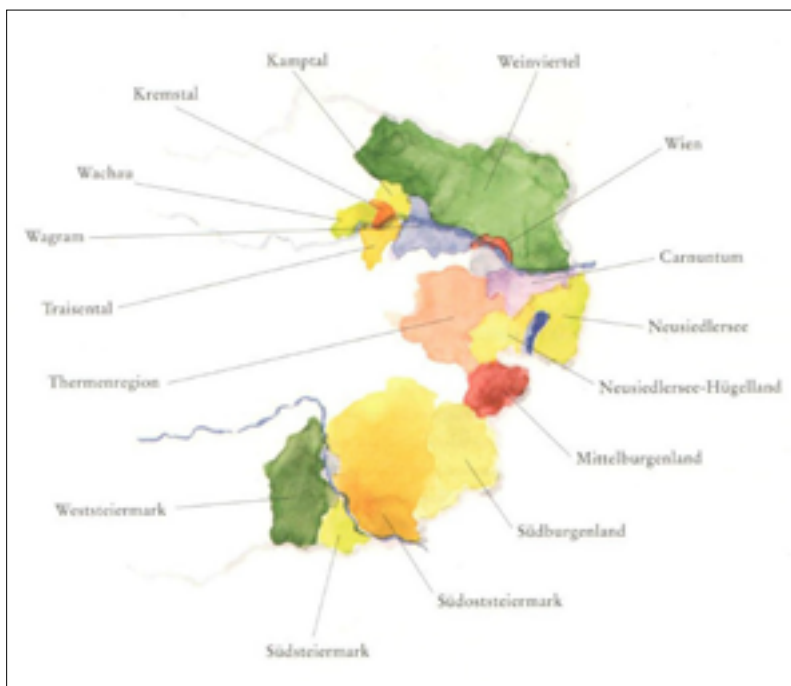 Kamptal
Weinviertel
Kremstal
Wien
Wachau
Wagram
Carnuntum
Traisental
Neusiedlersee
Thermenregion
Neusiedlersee-Hügelland
Mittelburgenland
Weststeiermark
Südburgenland
Südoststeiermark
Südsteiermark